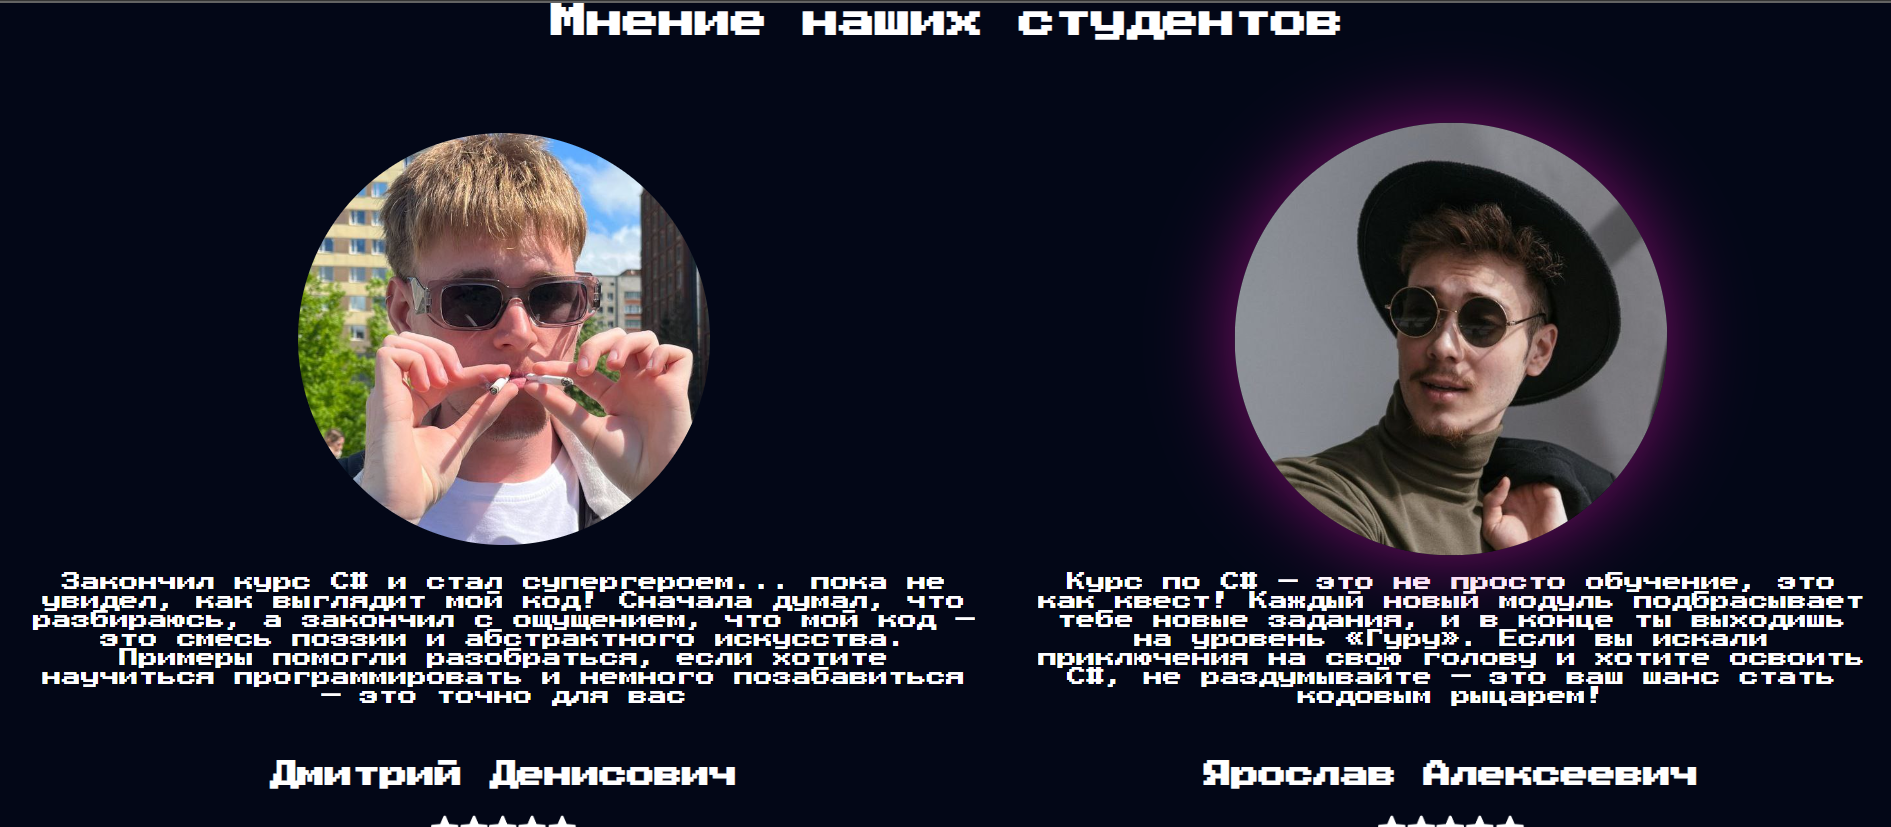 Мнение наших студентов
Закончил курс C# и стал супергероем... пока не
увидел, как выглядит мой код! Сначала думал, что
разбираюсь, а закончил с ощущением, что мой код —
это смесь поэзии и абстрактного искусства.
Примеры помогли разобраться, если хотите
научиться программировать и немного позабавиться
— это точно для вас
Дмитрий Денисович
Курс по C# — это не просто обучение, это
как квест! Каждый новый модуль подбрасывает
тебе новые задания, и в конце ты выходишь
на уровень «Гуру». Если вы искали
приключения на свою голову и хотите освоить
C#, не раздумывайте — это ваш шанс стать
кодовым рыцарем!
Ярослав Алексеевич